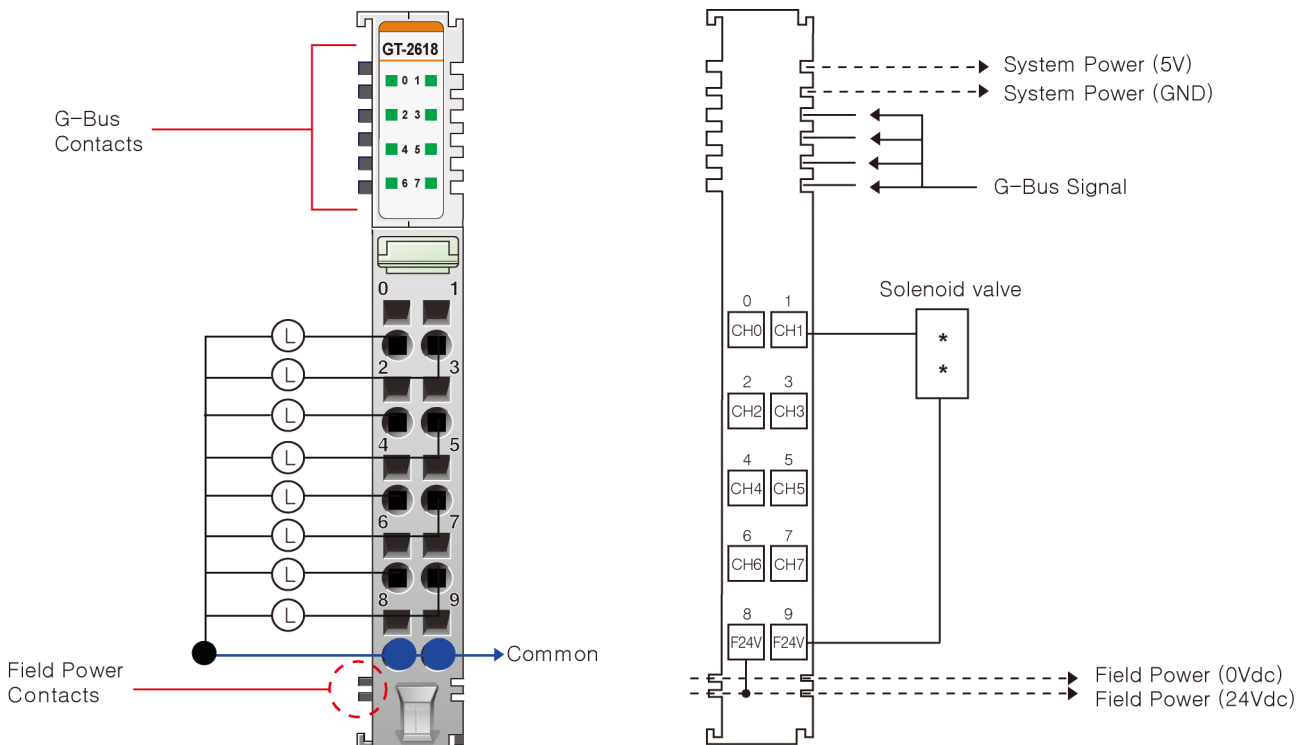 GT-2618
0 1
2 3
4 5
6 7
G-Bus
Contacts
0 1
L
L
2 3
L
L
4 5
L
L
6 7
L
L
8 9
Common
Field Power
Contacts
System Power (5V)
System Power (GND)
G-Bus Signal
Solenoid valve
*
*
0 1
CH0 CH1
2 3
CH2 CH3
4 5
CH4 CH5
6 7
CH6 CH7
8 9
F24V F24V
Field Power (0Vdc)
Field Power (24Vdc)